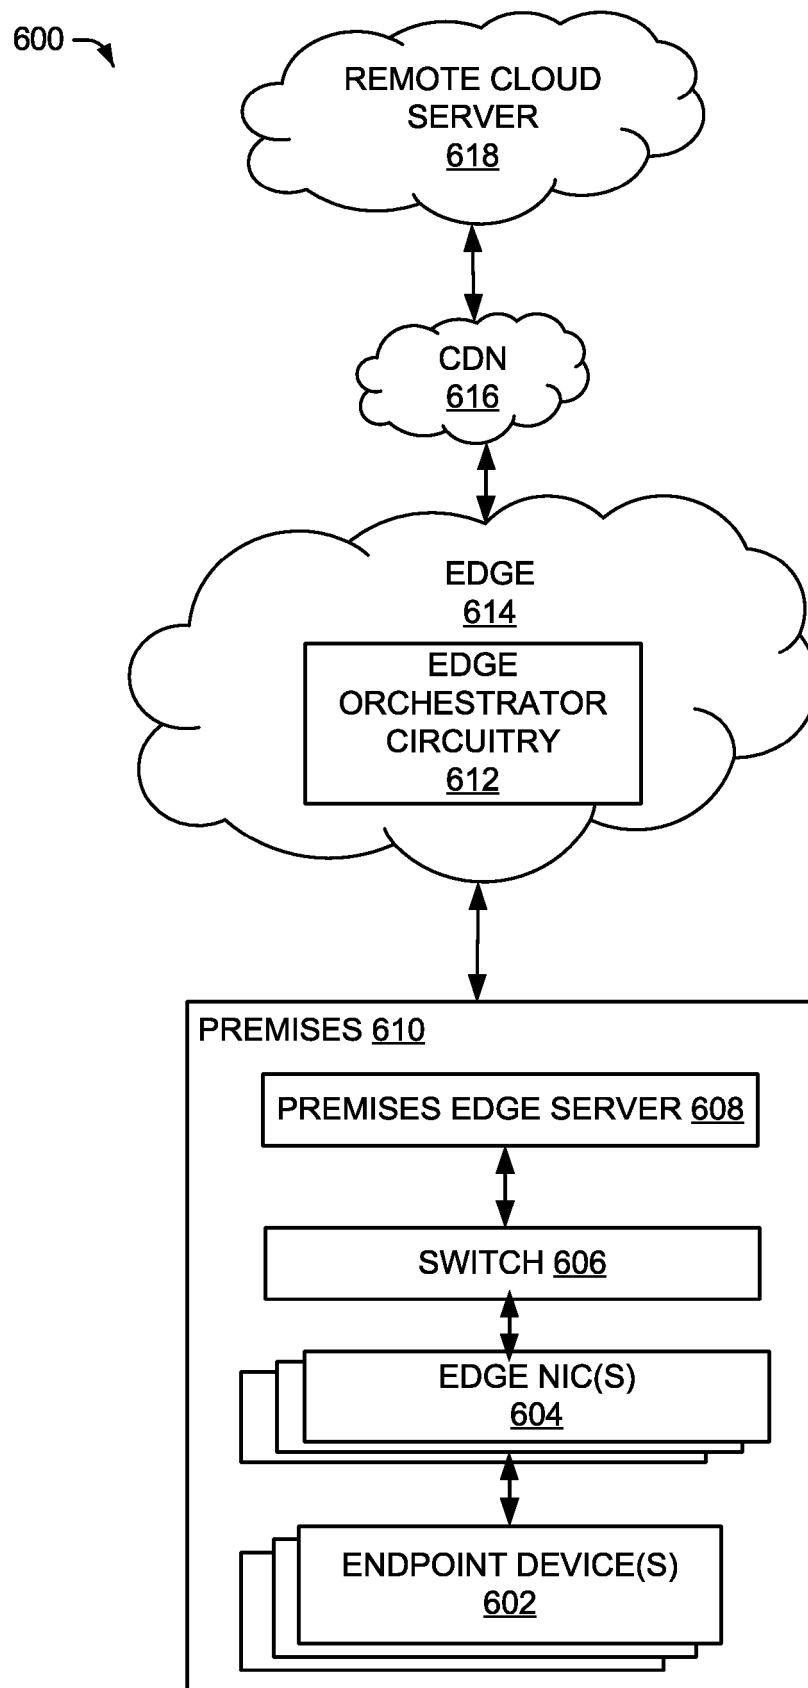 600
REMOTE CLOUD
SERVER
618
CDN
616
EDGE
614
EDGE
ORCHESTRATOR
CIRCUITRY
612
PREMISES 610
PREMISES EDGE SERVER 608
SWITCH 606
EDGE NIC(S)
604
ENDPOINT DEVICE(S)
602